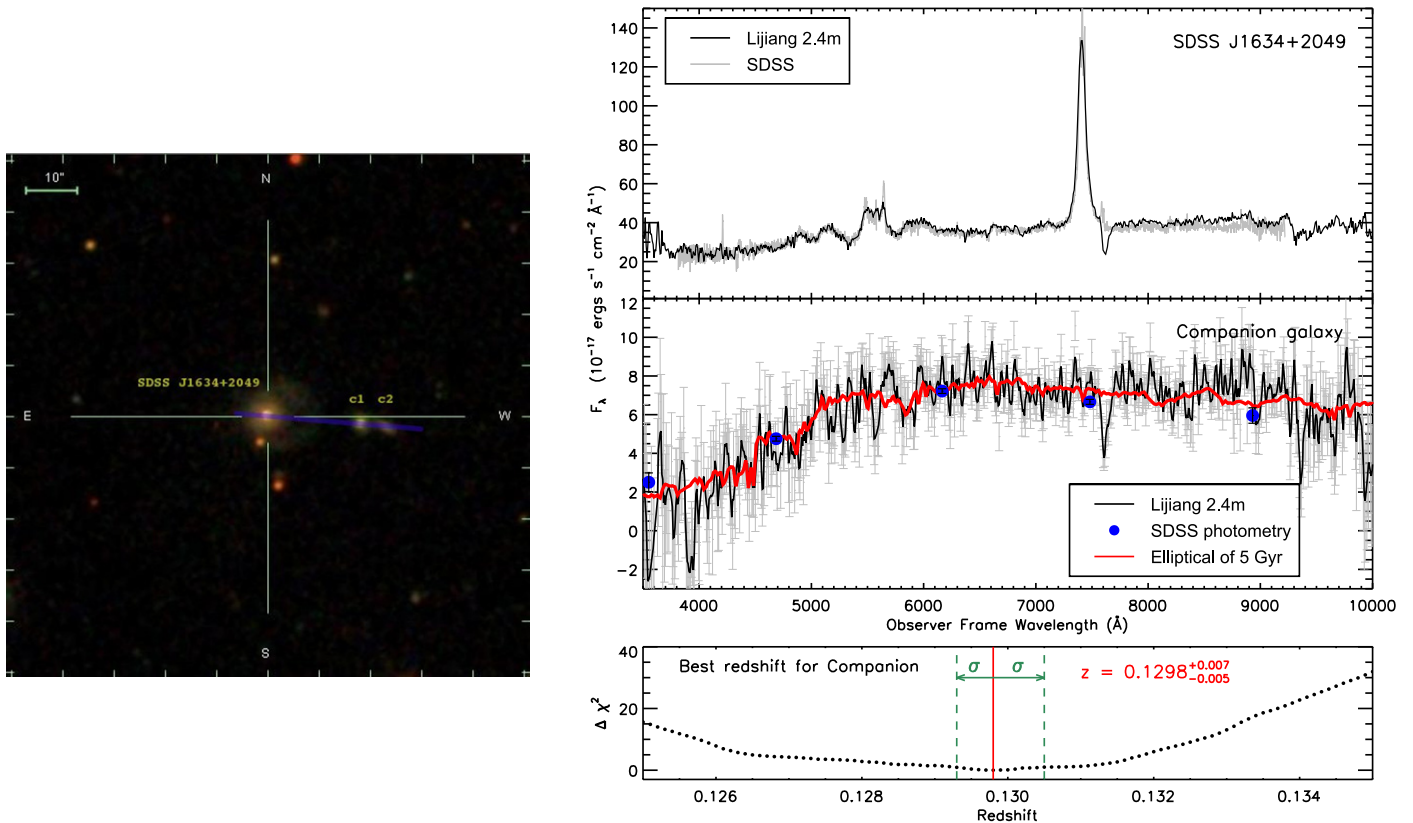 10"
N
SDSS J1634+2049
c1 c2
E
W
S
Lijiang 2.4m
SDSS
SDSS J1634+2049
140
120
100
80
60
40
20
Companion galaxy
12
10
8
6
4
2
0
−2
Lijiang 2.4m
SDSS photometry
Elliptical of 5 Gyr
F_λ (10⁻¹⁷ ergs s⁻¹ cm⁻² Å⁻¹)
4000 5000 6000 7000 8000 9000 10000
Observer Frame Wavelength (Å)
Best redshift for Companion
σ σ
z = 0.1298 +0.007 −0.005
40
20
0
Δ χ²
0.126 0.128 0.130 0.132 0.134
Redshift